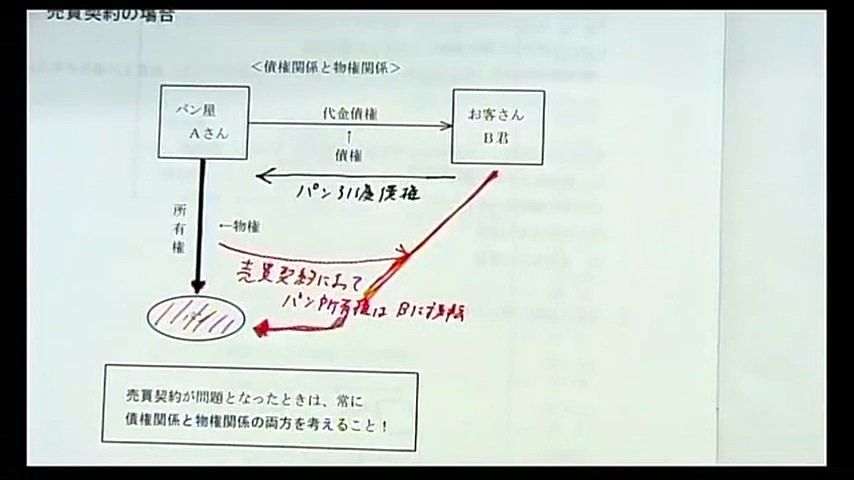 売買契約の場合
＜債権関係と物権関係＞
パン屋
Aさん
代金債権
↑
債権
お客さん
B君
パン引渡債権
所有権
←物権
売買契約によって
パン所有権はBに移転
売買契約が問題となったときは、常に
債権関係と物権関係の両方を考えること！